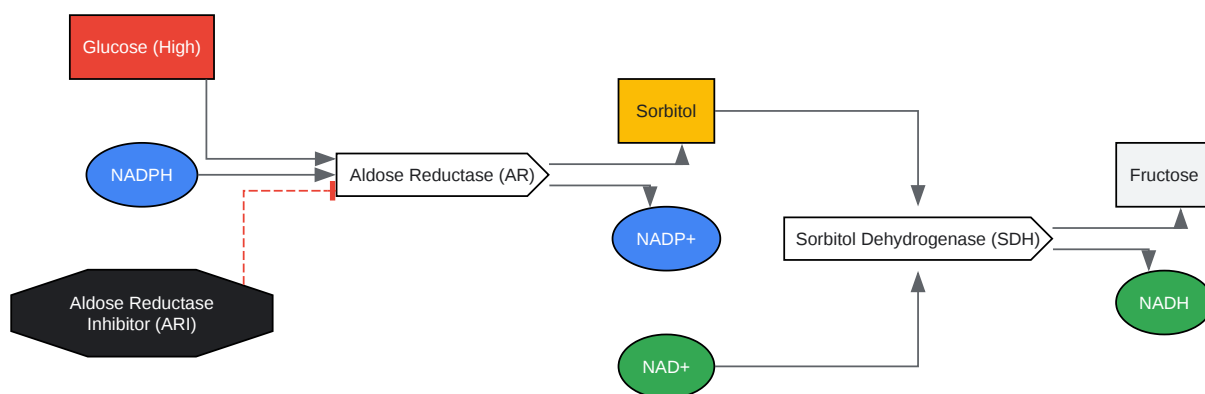 Glucose (High)
Sorbitol
NADPH
Aldose Reductase (AR)
Fructose
NADP+
Sorbitol Dehydrogenase (SDH)
Aldose Reductase
Inhibitor (ARI)
NADH
NAD+